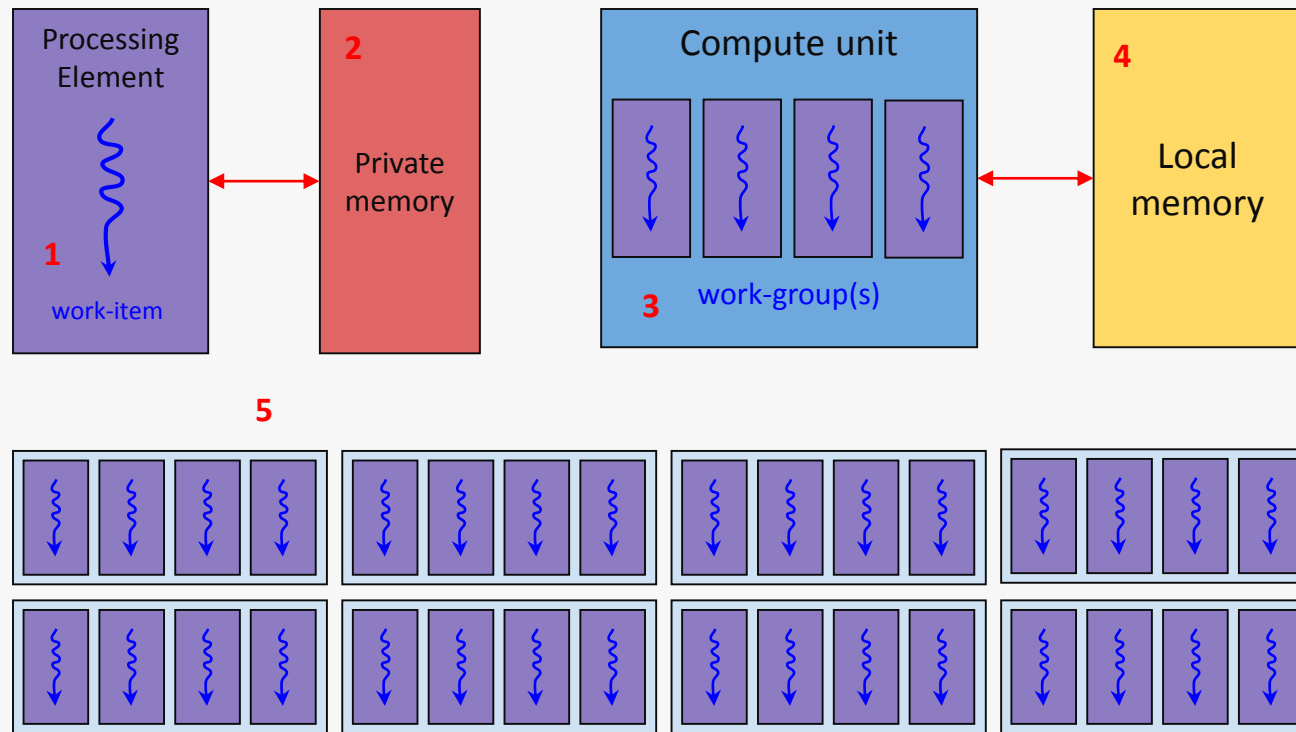 Processing
Element
1
work-item
2
Private
memory
Compute unit
3
work-group(s)
4
Local
memory
5